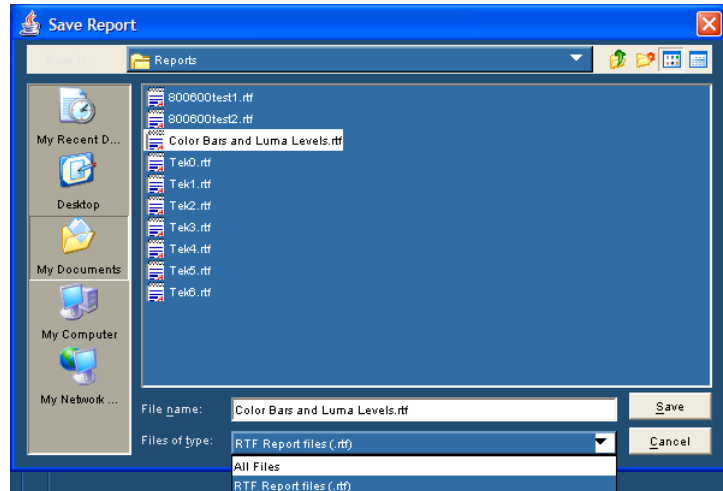 Save Report
Save in:
Reports
My Recent D...
Desktop
My Documents
My Computer
My Network ...
800600test1.rtf
800600test2.rtf
Color Bars and Luma Levels.rtf
Tek0.rtf
Tek1.rtf
Tek2.rtf
Tek3.rtf
Tek4.rtf
Tek5.rtf
Tek6.rtf
File name: Color Bars and Luma Levels.rtf Save
Files of type: RTF Report files (.rtf) Cancel
All Files
RTF Report files (.rtf)